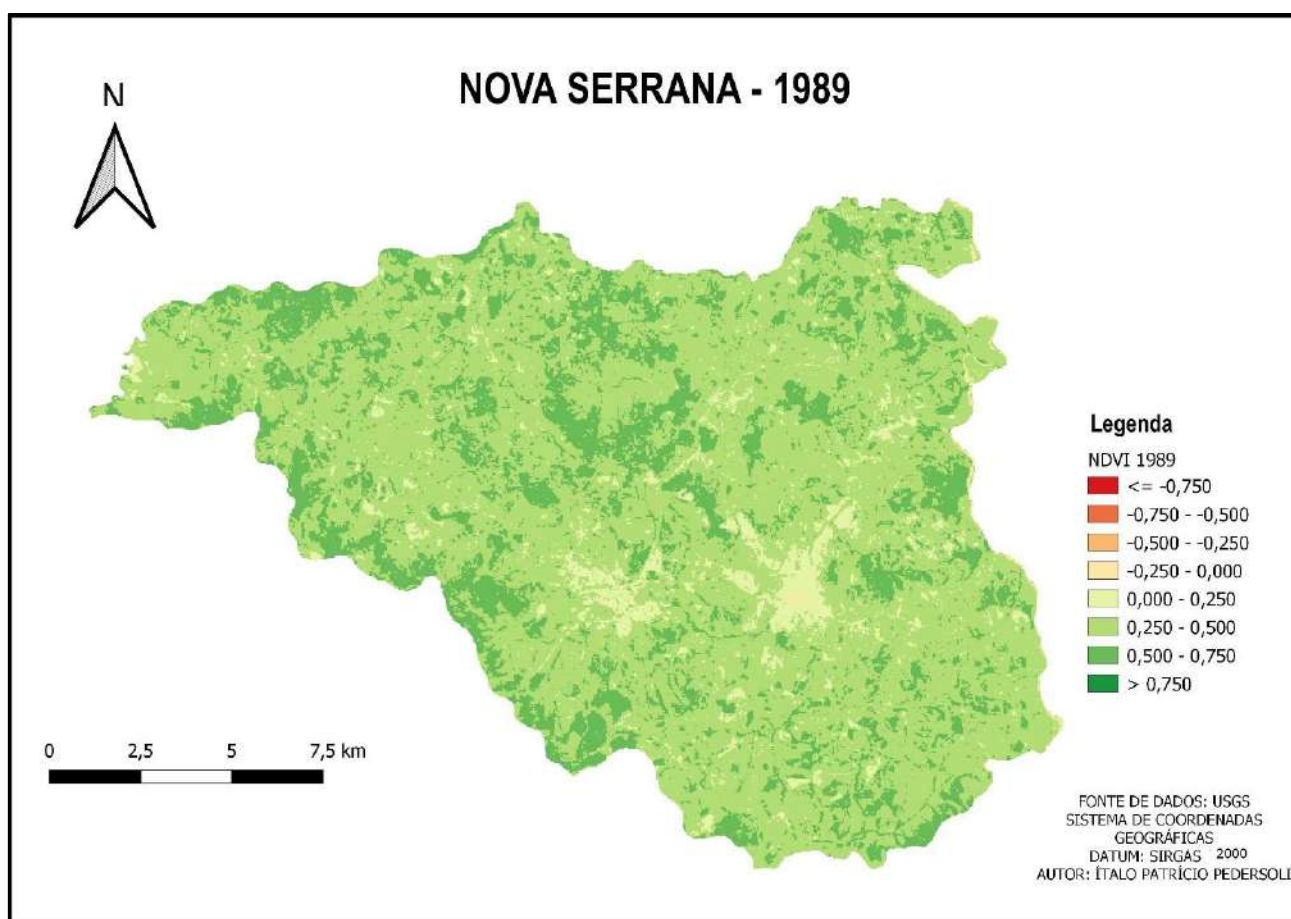 N
NOVA SERRANA - 1989
Legenda
NDVI 1989
<= -0,750
-0,750 - -0,500
-0,500 - -0,250
-0,250 - 0,000
0,000 - 0,250
0,250 - 0,500
0,500 - 0,750
> 0,750
0 2,5 5 7,5 km
FONTE DE DADOS: USGS
SISTEMA DE COORDENADAS
GEOGRÁFICAS
DATUM: SIRGAS 2000
AUTOR: ÍTALO PATRÍCIO PEDERSOLI